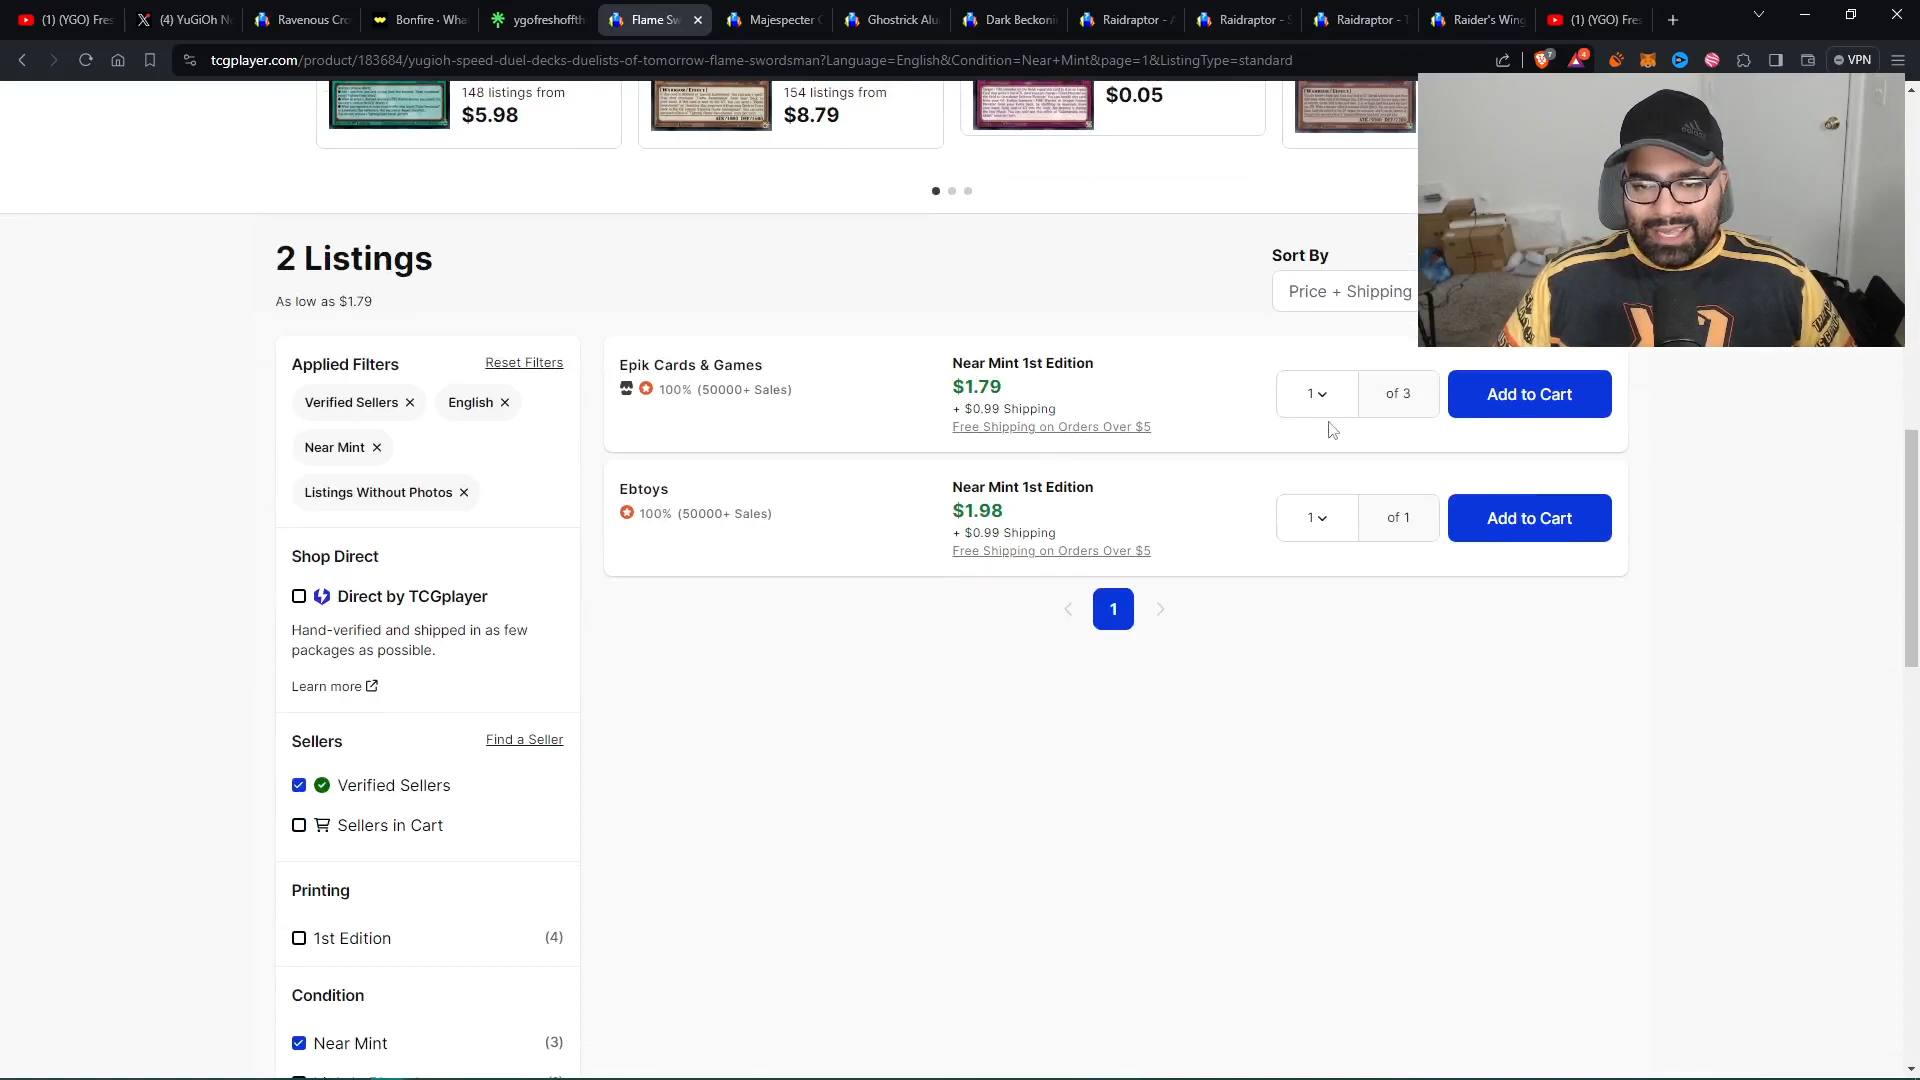 (1) (YGO) Fres
(4) YuGiOh N
Ravenous Cro
Bonfire · Wha
ygofreshoffth
Flame Sw
Majespecter
Ghostrick Alu
Dark Beckoni
Raidraptor -
Raidraptor -
Raidraptor -
Raider's Wing
(1) (YGO) Fres
tcgplayer.com/product/183684/yugioh-speed-duel-decks-duelists-of-tomorrow-flame-swordsman?Language=English&Condition=Near+Mint&page=1&ListingType=standard
VPN
148 listings from
$5.98
154 listings from
$8.79
$0.05
2 Listings
As low as $1.79
Sort By
Price + Shipping
Applied Filters
Reset Filters
Verified Sellers
English
Near Mint
Listings Without Photos
Shop Direct
Direct by TCGplayer
Hand-verified and shipped in as few
packages as possible.
Learn more
Sellers
Find a Seller
Verified Sellers
Sellers in Cart
Printing
1st Edition (4)
Condition
Near Mint (3)
Epik Cards & Games
100% (50000+ Sales)
Near Mint 1st Edition
$1.79
+ $0.99 Shipping
Free Shipping on Orders Over $5
1
of 3
Add to Cart
Ebtoys
100% (50000+ Sales)
Near Mint 1st Edition
$1.98
+ $0.99 Shipping
Free Shipping on Orders Over $5
1
of 1
Add to Cart
1